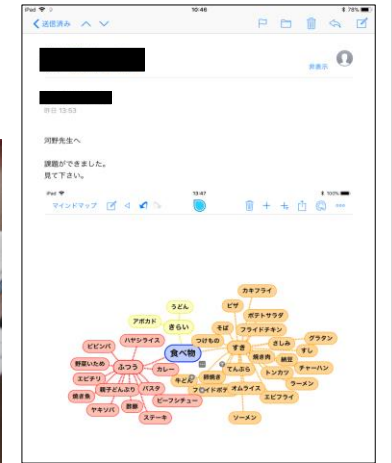 iPad
10:46
78%
送信済み
非表示
昨日 13:53
河野先生へ
課題ができました。
見て下さい。
iPad
13:47
100%
マインドマップ
カキフライ
ピザ
うどん
ポテトサラダ
アボカド
きらい
そば
フライドチキン
グラタン
ハヤシライス
つけもの
すき
さしみ
すし
ビビンバ
食べ物
焼き肉
納豆
野菜いため
ふつう
カレー
てんぷら
トンカツ
チャーハン
エビチリ
牛どん
卵焼き
ラーメン
親子どんぶり
パスタ
フライドポテ
オムライス
エビフライ
焼き魚
ビーフシチュー
ヤキソバ
酢豚
ステーキ
ソーメン